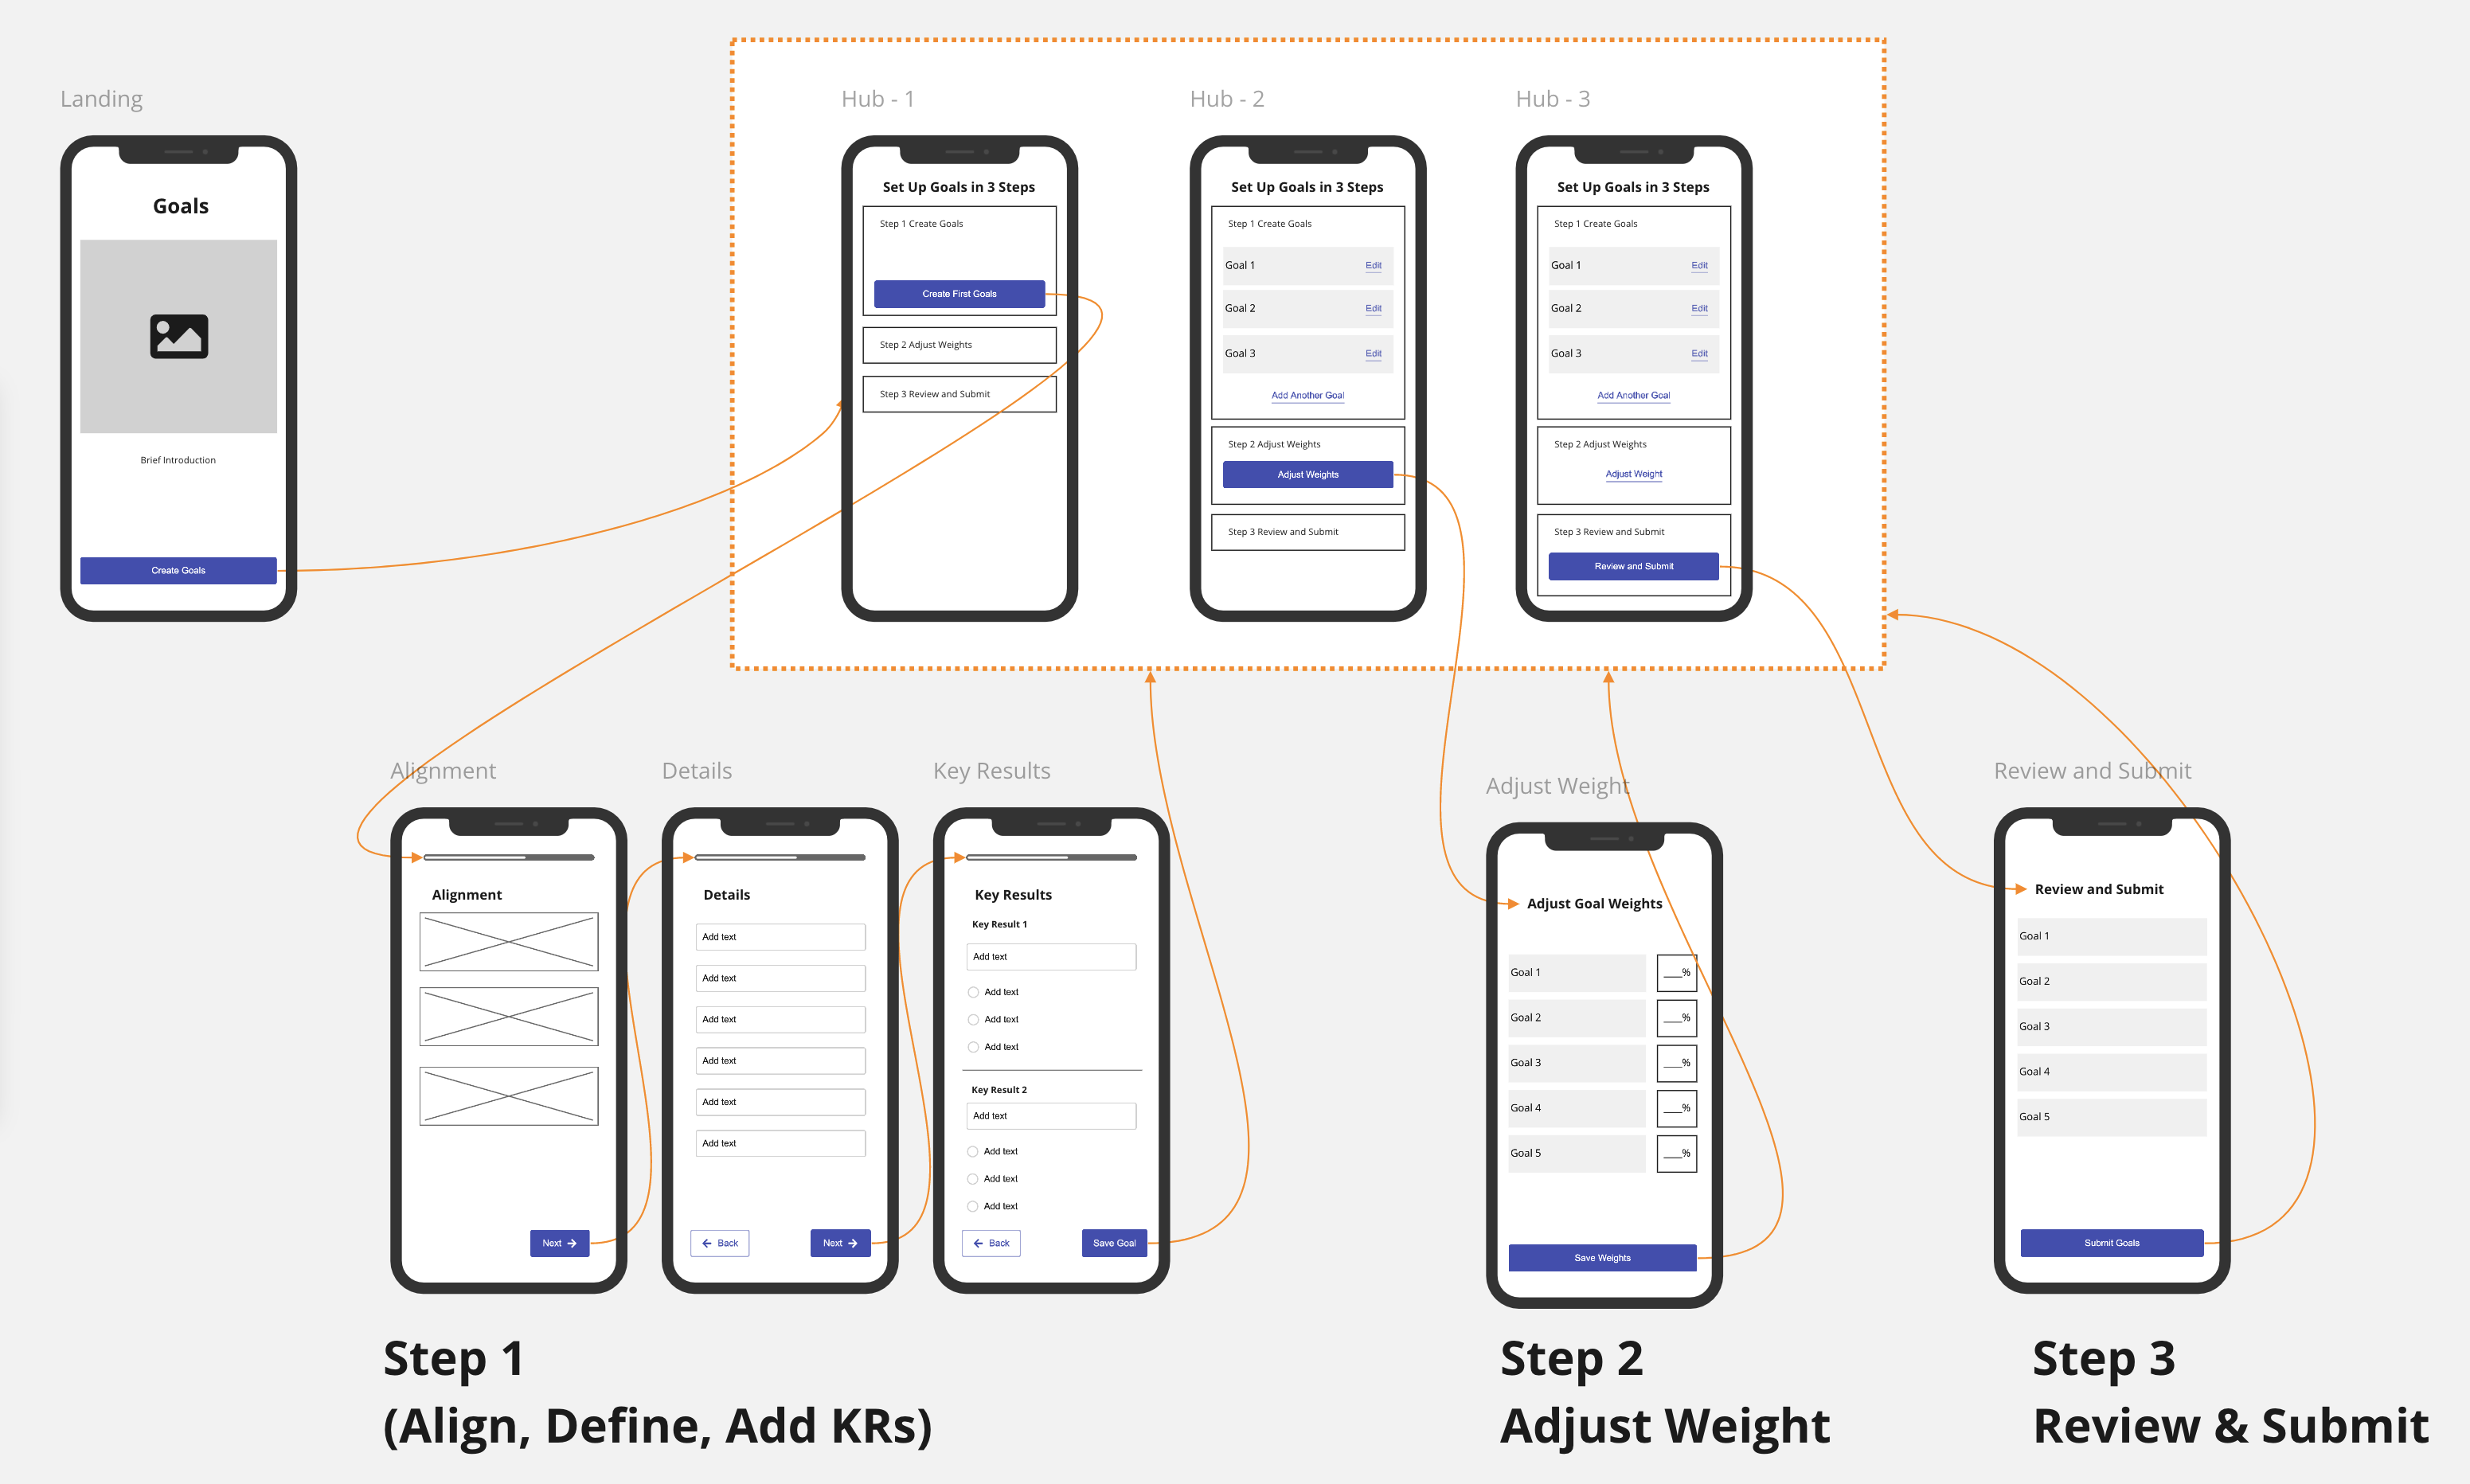 Landing
Goals
Brief Introduction
Create Goals
Hub - 1
Set Up Goals in 3 Steps
Step 1 Create Goals
Create First Goals
Step 2 Adjust Weights
Step 3 Review and Submit
Hub - 2
Set Up Goals in 3 Steps
Step 1 Create Goals
Goal 1 Edit
Goal 2 Edit
Goal 3 Edit
Add Another Goal
Step 2 Adjust Weights
Adjust Weights
Step 3 Review and Submit
Hub - 3
Set Up Goals in 3 Steps
Step 1 Create Goals
Goal 1 Edit
Goal 2 Edit
Goal 3 Edit
Add Another Goal
Step 2 Adjust Weights
Adjust Weight
Step 3 Review and Submit
Review and Submit
Alignment
Alignment
Next →
Details
Details
Add text
Add text
Add text
Add text
Add text
Add text
← Back Next →
Key Results
Key Results
Key Result 1
Add text
Add text
Add text
Add text
Key Result 2
Add text
Add text
Add text
Add text
← Back Save Goal
Step 1
(Align, Define, Add KRs)
Adjust Weight
Adjust Goal Weights
Goal 1 ___%
Goal 2 ___%
Goal 3 ___%
Goal 4 ___%
Goal 5 ___%
Save Weights
Step 2
Adjust Weight
Review and Submit
Review and Submit
Goal 1
Goal 2
Goal 3
Goal 4
Goal 5
Submit Goals
Step 3
Review & Submit